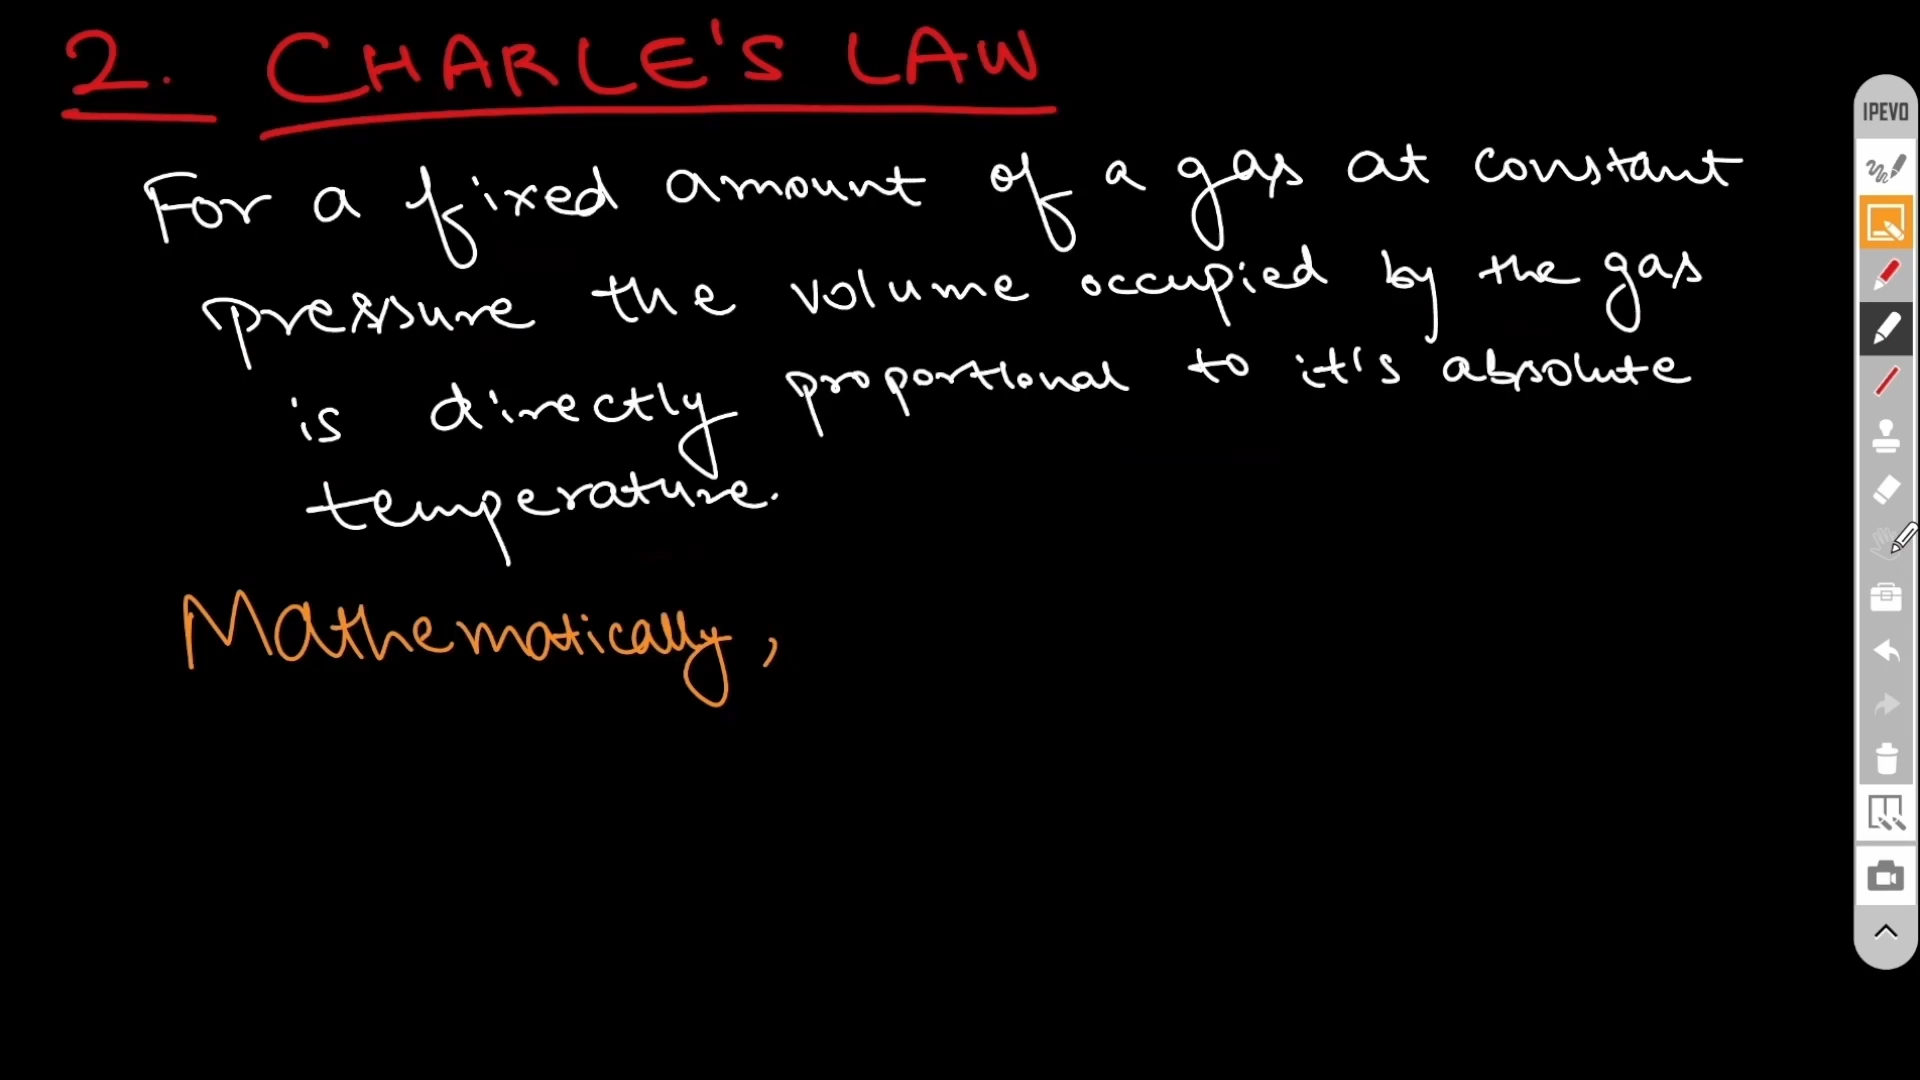 2. CHARLE'S LAW
For a fixed amount of a gas at constant
pressure the volume occupied by the gas
is directly proportional to it's absolute
temperature.
Mathematically,
IPEVO